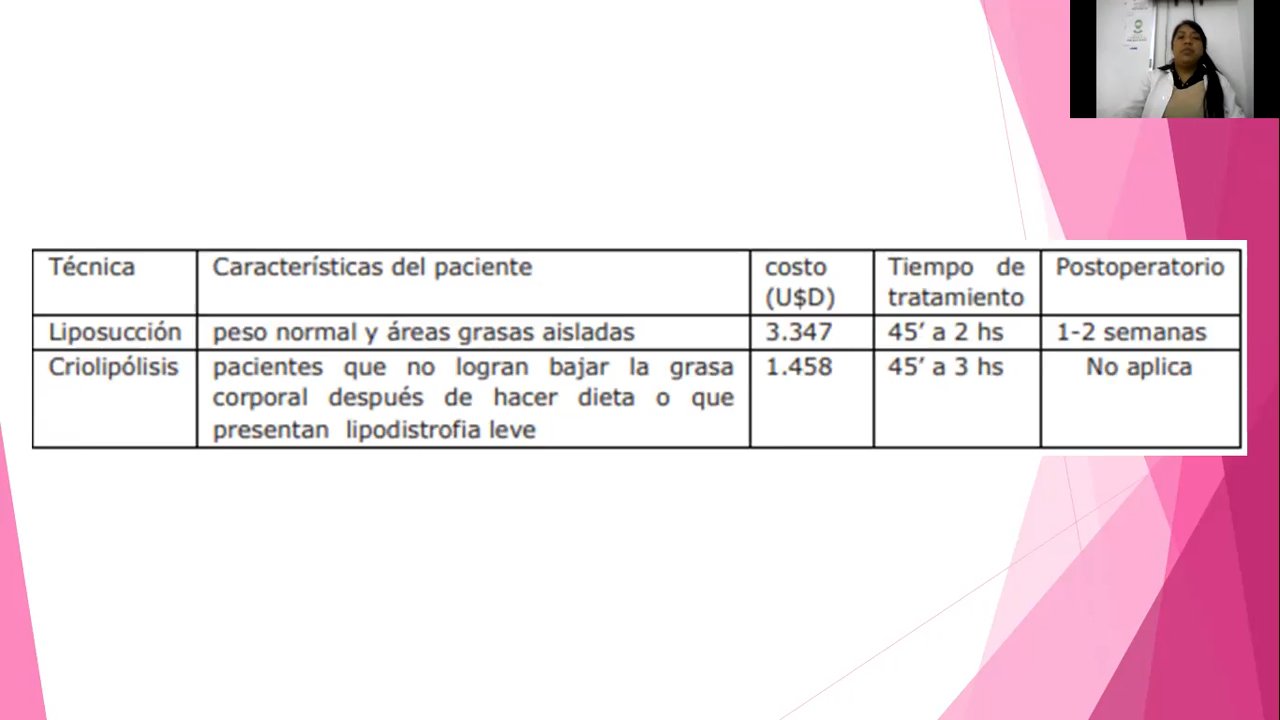 Técnica
Características del paciente
costo
(U$D)
Tiempo de
tratamiento
Postoperatorio
Liposucción
peso normal y áreas grasas aisladas
3.347
45’ a 2 hs
1-2 semanas
Criolipólisis
pacientes que no logran bajar la grasa
corporal después de hacer dieta o que
presentan lipodistrofia leve
1.458
45’ a 3 hs
No aplica